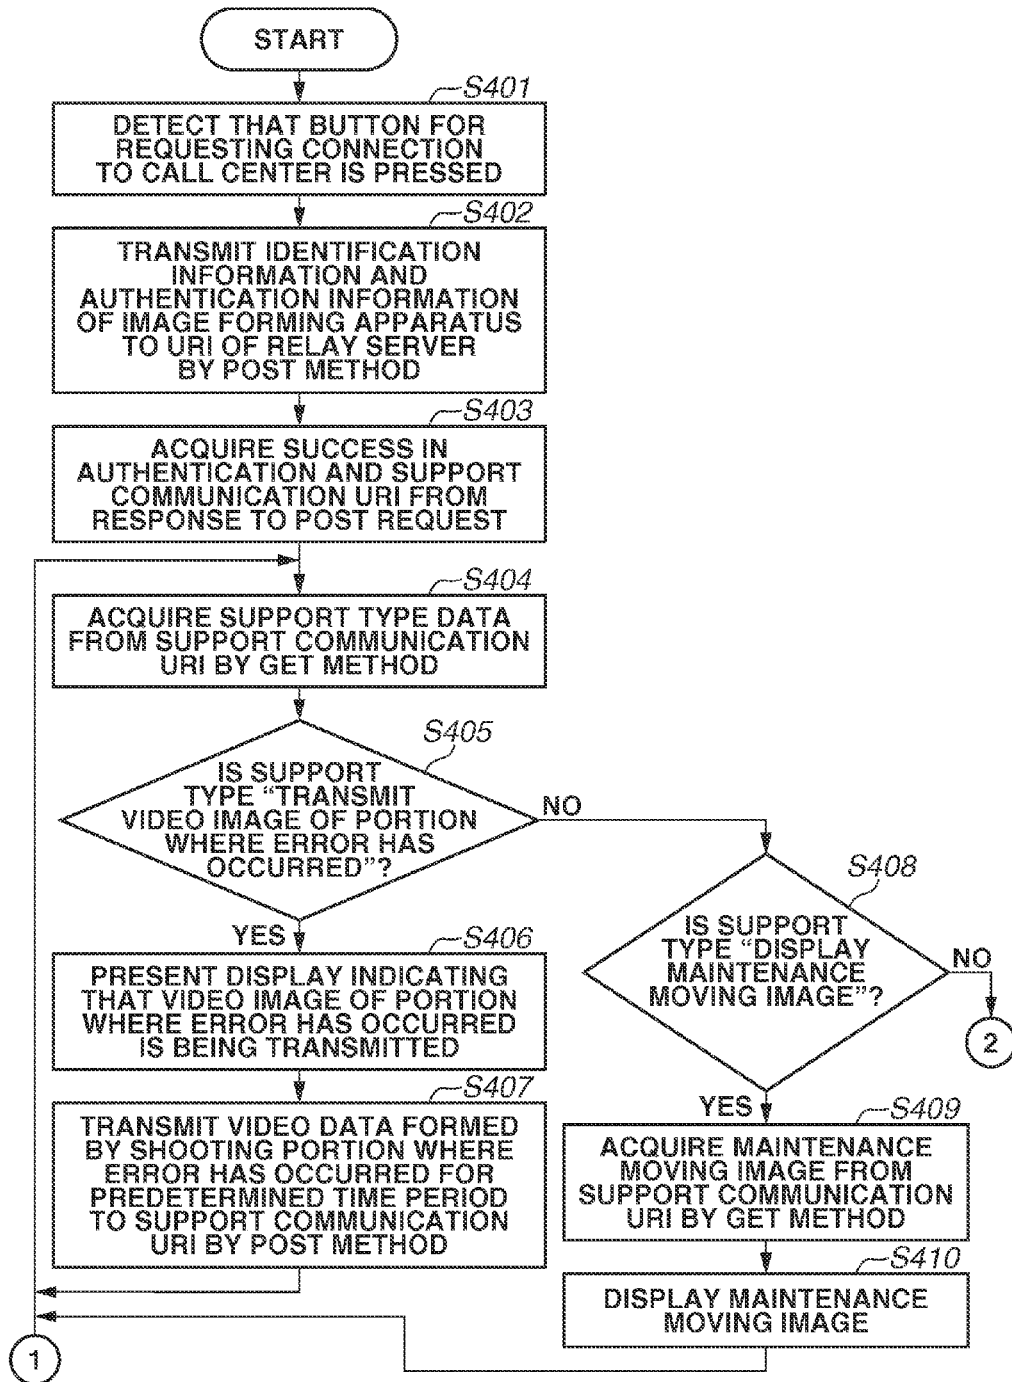 START
S401
DETECT THAT BUTTON FOR
REQUESTING CONNECTION
TO CALL CENTER IS PRESSED
S402
TRANSMIT IDENTIFICATION
INFORMATION AND
AUTHENTICATION INFORMATION
OF IMAGE FORMING APPARATUS
TO URI OF RELAY SERVER
BY POST METHOD
S403
ACQUIRE SUCCESS IN
AUTHENTICATION AND SUPPORT
COMMUNICATION URI FROM
RESPONSE TO POST REQUEST
S404
ACQUIRE SUPPORT TYPE DATA
FROM SUPPORT COMMUNICATION
URI BY GET METHOD
S405
IS SUPPORT
TYPE “TRANSMIT
VIDEO IMAGE OF PORTION
WHERE ERROR HAS
OCCURRED”?
NO
YES
S406
PRESENT DISPLAY INDICATING
THAT VIDEO IMAGE OF PORTION
WHERE ERROR HAS OCCURRED
IS BEING TRANSMITTED
S407
TRANSMIT VIDEO DATA FORMED
BY SHOOTING PORTION WHERE
ERROR HAS OCCURRED FOR
PREDETERMINED TIME PERIOD
TO SUPPORT COMMUNICATION
URI BY POST METHOD
S408
IS SUPPORT
TYPE “DISPLAY
MAINTENANCE
MOVING IMAGE”?
NO
2
YES
S409
ACQUIRE MAINTENANCE
MOVING IMAGE FROM
SUPPORT COMMUNICATION
URI BY GET METHOD
S410
DISPLAY MAINTENANCE
MOVING IMAGE
1